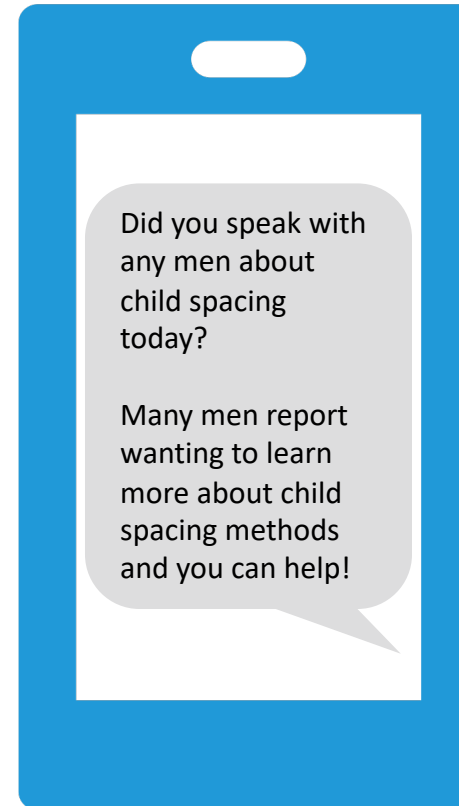 Did you speak with
any men about
child spacing
today?
Many men report
wanting to learn
more about child
spacing methods
and you can help!